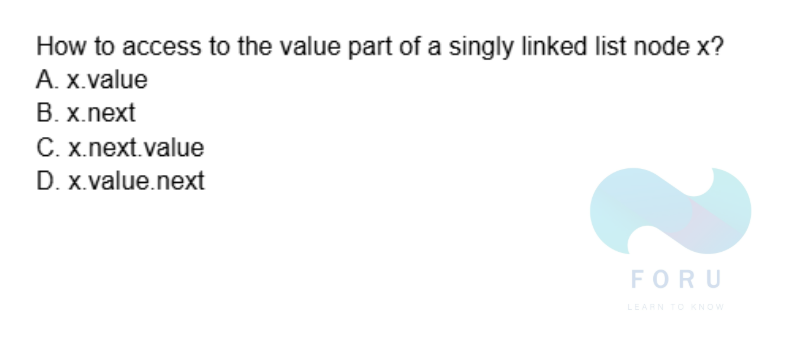 How to access to the value part of a singly linked list node x?
A. x.value
B. x.next
C. x.next.value
D. x.value.next
FORU
LEARN TO KNOW